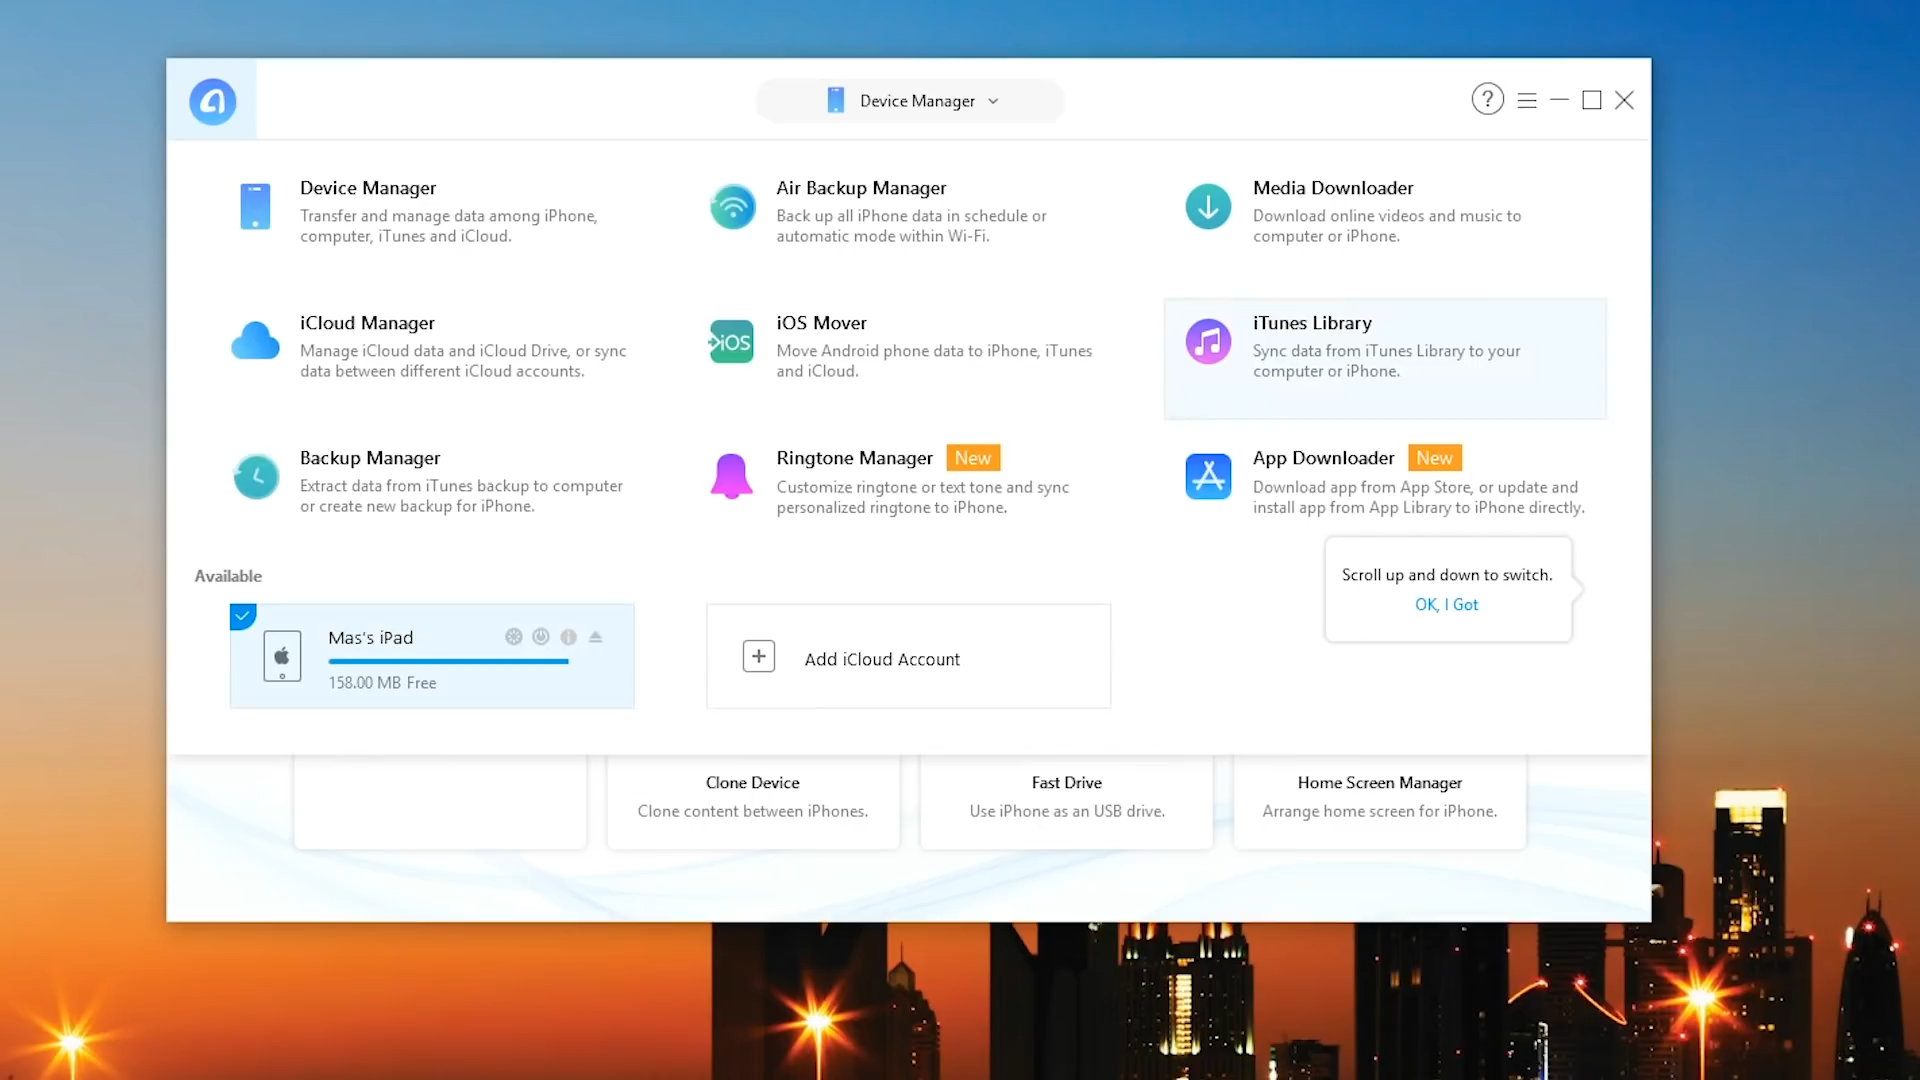 Device Manager
?
Device Manager
Transfer and manage data among iPhone,
computer, iTunes and iCloud.
Air Backup Manager
Back up all iPhone data in schedule or
automatic mode within Wi-Fi.
Media Downloader
Download online videos and music to
computer or iPhone.
iCloud Manager
Manage iCloud data and iCloud Drive, or sync
data between different iCloud accounts.
iOS
iOS Mover
Move Android phone data to iPhone, iTunes
and iCloud.
iTunes Library
Sync data from iTunes Library to your
computer or iPhone.
Backup Manager
Extract data from iTunes backup to computer
or create new backup for iPhone.
Ringtone Manager New
Customize ringtone or text tone and sync
personalized ringtone to iPhone.
App Downloader New
Download app from App Store, or update and
install app from App Library to iPhone directly.
Scroll up and down to switch.
OK, I Got
Available
Mas's iPad
158.00 MB Free
Add iCloud Account
Clone Device
Clone content between iPhones.
Fast Drive
Use iPhone as an USB drive.
Home Screen Manager
Arrange home screen for iPhone.